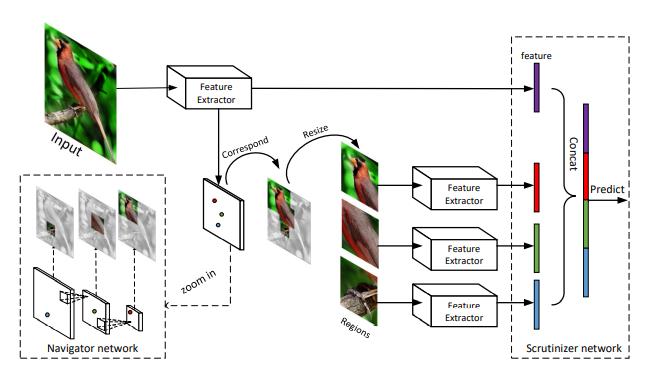 Input
Feature
Extractor
feature
Correspond
Resize
Concat
Predict
Feature
Extractor
Feature
Extractor
Feature
Extractor
zoom in
Regions
Navigator network
Scrutinizer network